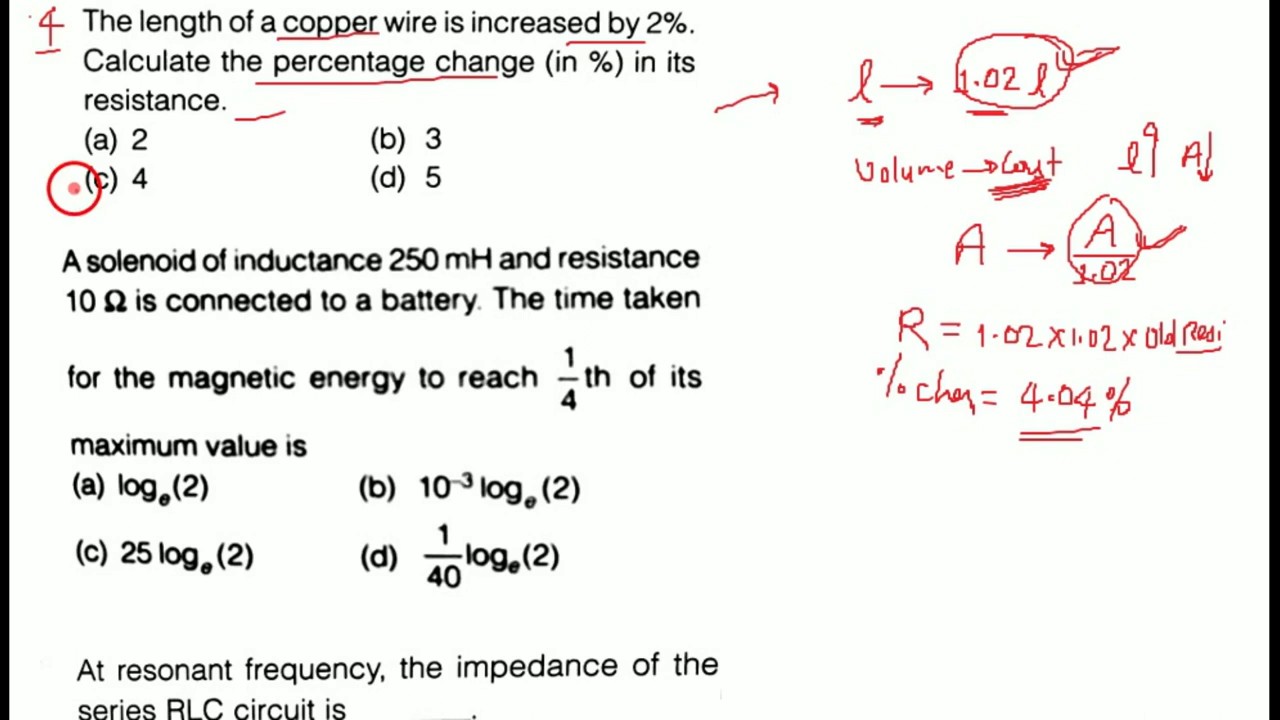 4 The length of a copper wire is increased by 2%.
Calculate the percentage change (in %) in its
resistance.
(a) 2 (b) 3
(c) 4 (d) 5
A solenoid of inductance 250 mH and resistance
10 Ω is connected to a battery. The time taken
for the magnetic energy to reach 1/4 th of its
maximum value is
(a) logₑ(2) (b) 10⁻³ logₑ(2)
(c) 25 logₑ(2) (d) 1/40 logₑ(2)
At resonant frequency, the impedance of the
series RLC circuit is ____.
l → 1.02 l
Volume → Const l↑ A↓
A → A/1.02
R = 1.02 x 1.02 x Old Resi
% Chan = 4.04 %